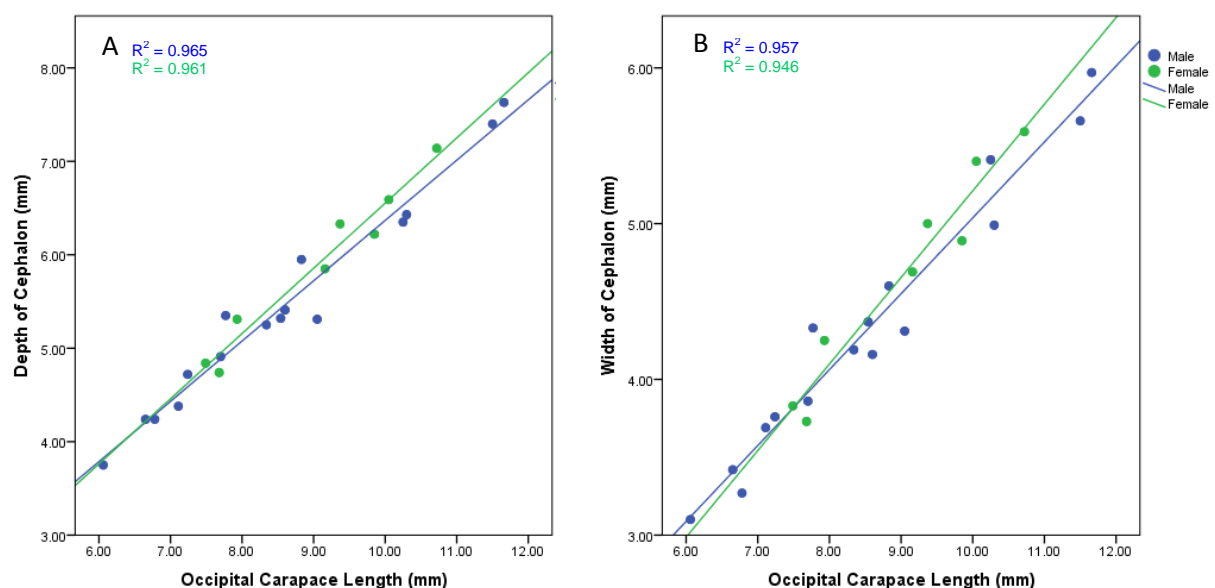 A
R² = 0.965
R² = 0.961
8.00
7.00
6.00
5.00
4.00
3.00
Depth of Cephalon (mm)
6.00 7.00 8.00 9.00 10.00 11.00 12.00
Occipital Carapace Length (mm)
B
R² = 0.957
R² = 0.946
6.00
5.00
4.00
3.00
Width of Cephalon (mm)
6.00 7.00 8.00 9.00 10.00 11.00 12.00
Occipital Carapace Length (mm)
Male
Female
Male
Female